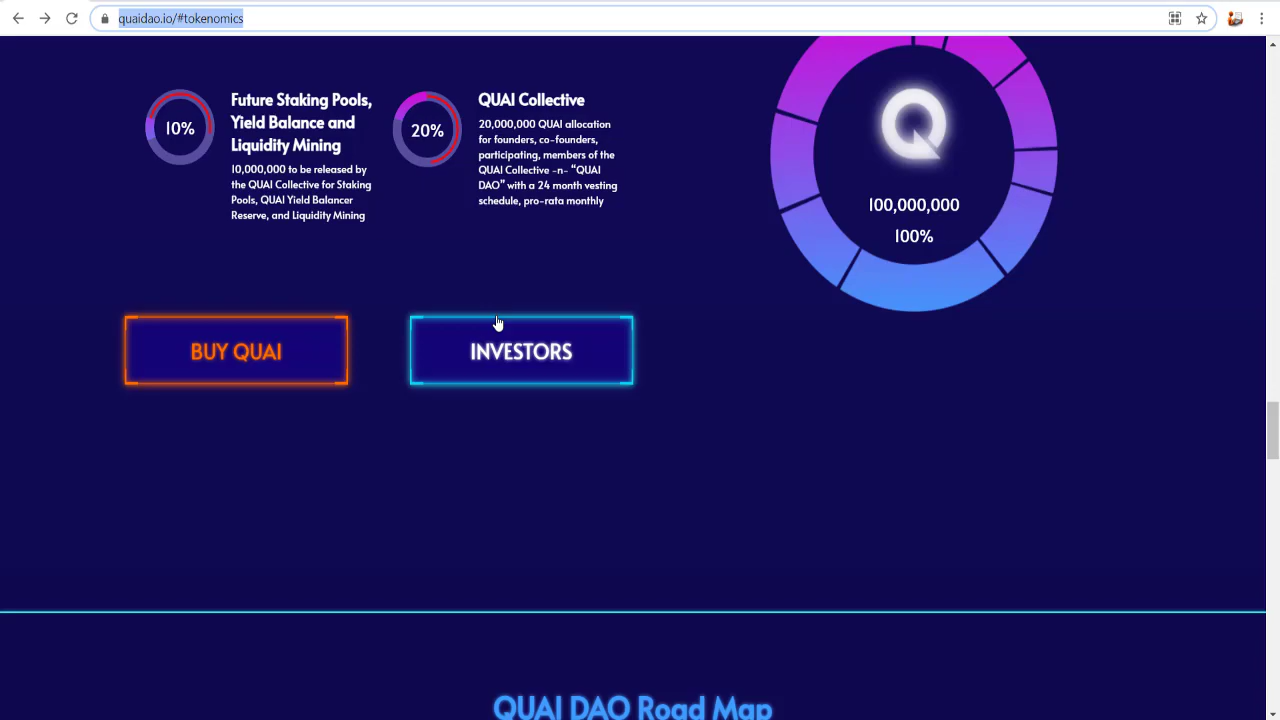 quaidao.io/#tokenomics
10%
Future Staking Pools,
Yield Balance and
Liquidity Mining
10,000,000 to be released by
the QUAI Collective for Staking
Pools, QUAI Yield Balancer
Reserve, and Liquidity Mining
20%
QUAI Collective
20,000,000 QUAI allocation
for founders, co-founders,
participating, members of the
QUAI Collective -n- “QUAI
DAO” with a 24 month vesting
schedule, pro-rata monthly
Q
100,000,000
100%
BUY QUAI
INVESTORS
QUAI DAO Road Map